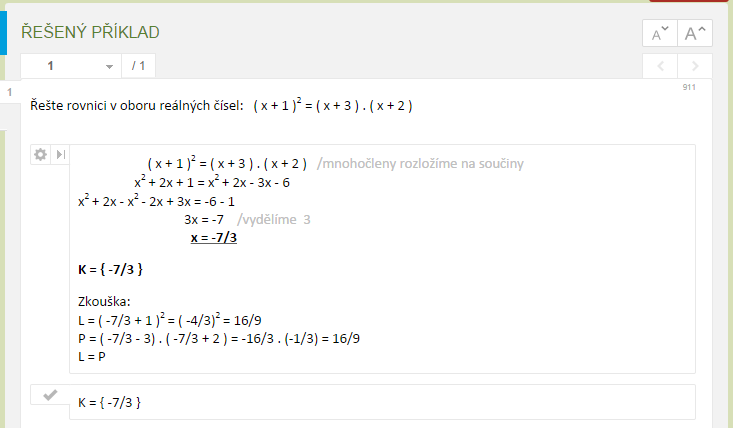 ŘEŠENÝ PŘÍKLAD
A A
1 / 1
1
911
Řešte rovnici v oboru reálných čísel: ( x + 1 )² = ( x + 3 ) . ( x + 2 )
( x + 1 )² = ( x + 3 ) . ( x + 2 ) /mnohočleny rozložíme na součiny
x² + 2x + 1 = x² + 2x - 3x - 6
x² + 2x - x² - 2x + 3x = -6 - 1
3x = -7 /vydělíme 3
x = -7/3
K = { -7/3 }
Zkouška:
L = ( -7/3 + 1 )² = ( -4/3)² = 16/9
P = ( -7/3 - 3) . ( -7/3 + 2 ) = -16/3 . (-1/3) = 16/9
L = P
K = { -7/3 }